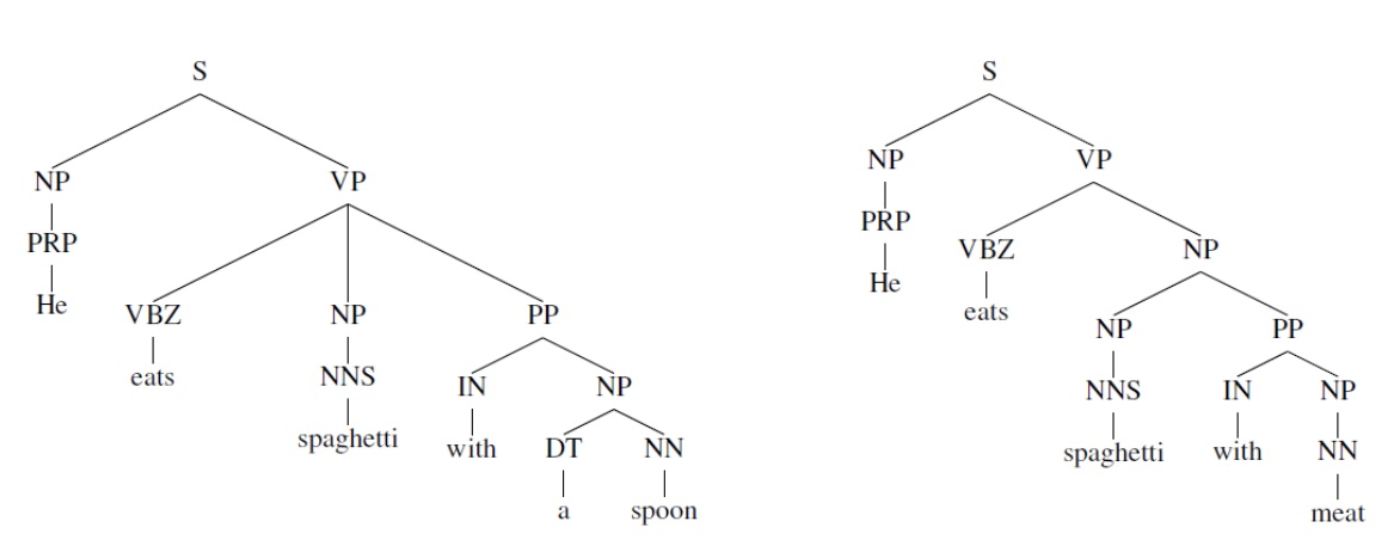 S
NP VP
PRP
He VBZ NP PP
eats NNS IN NP
spaghetti with DT NN
a spoon
S
NP VP
PRP VBZ NP
He eats NP PP
NNS IN NP
spaghetti with NN
meat